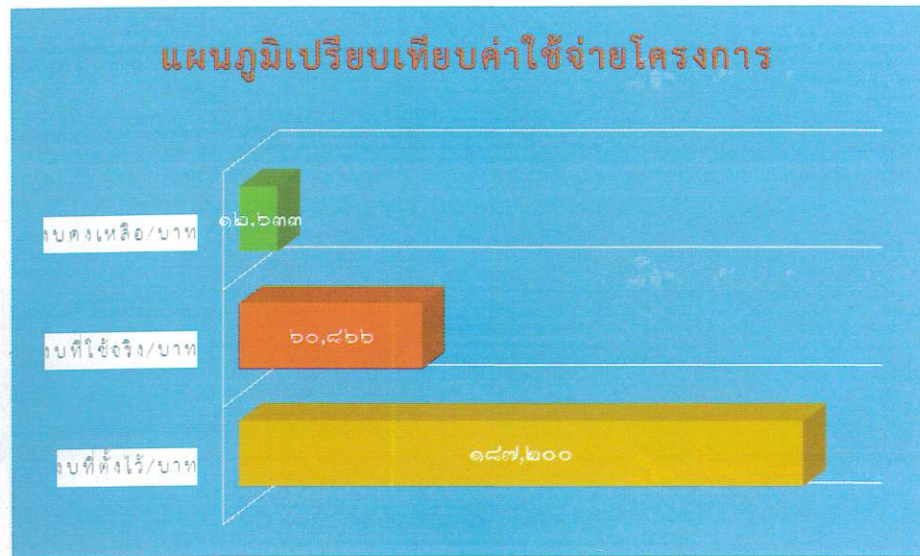 แผนภูมิเปรียบเทียบค่าใช้จ่ายโครงการ
งบคงเหลือ/บาท
๑๒,๖๓๓
งบที่ใช้จริง/บาท
๖๐,๘๖๖
งบที่ตั้งไว้/บาท
๑๘๗,๒๐๐